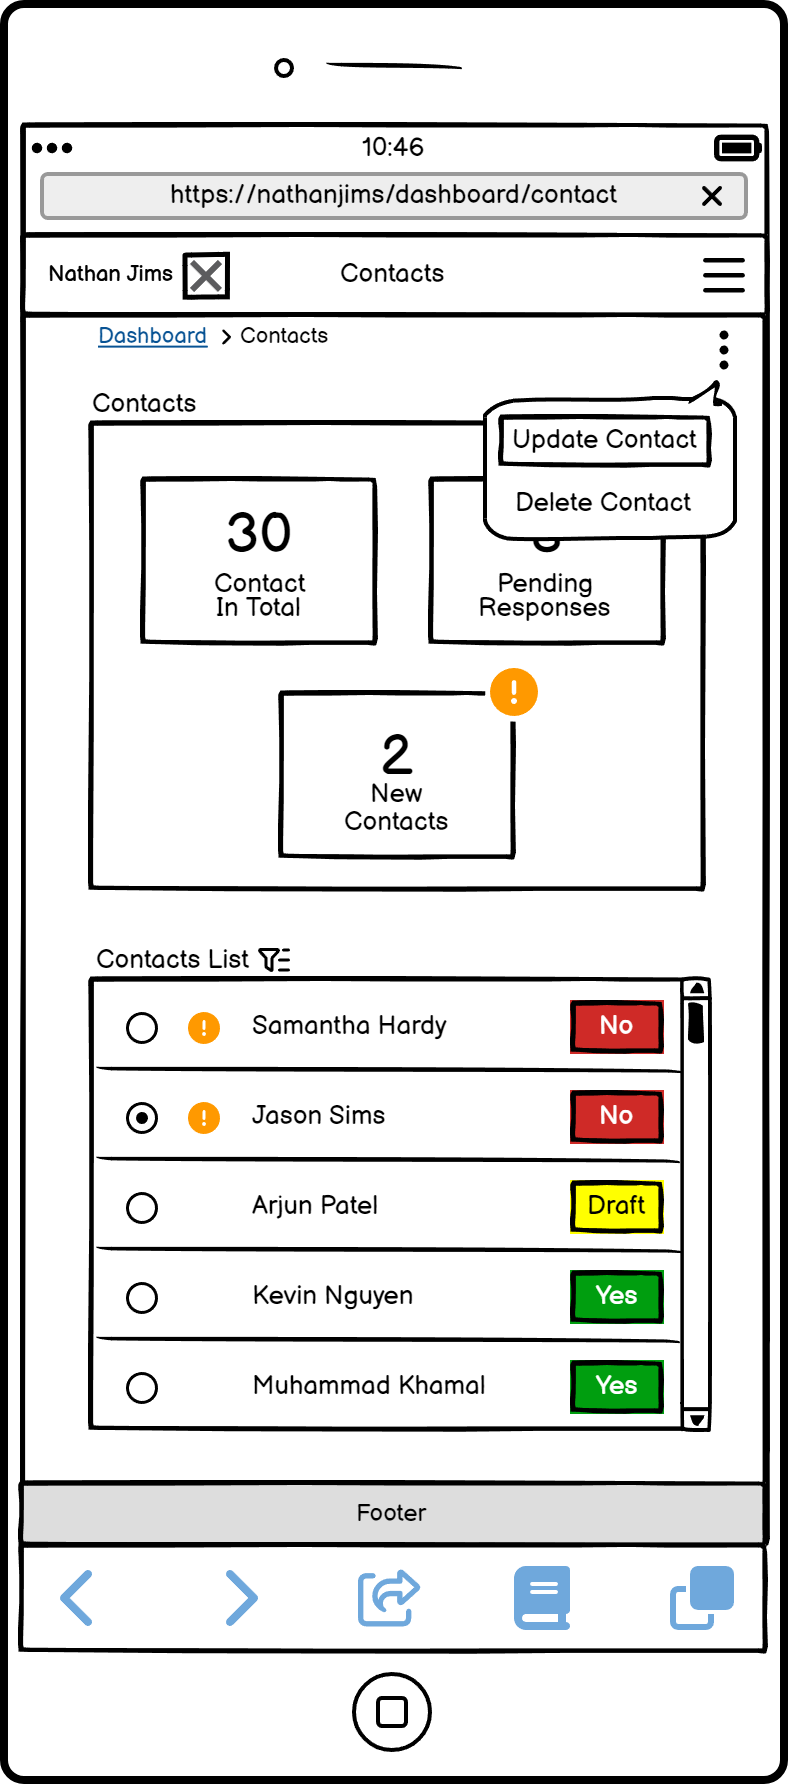 10:46
https://nathanjims/dashboard/contact
Nathan Jims
Contacts
Dashboard > Contacts
Contacts
Update Contact
Delete Contact
30
Contact
In Total
Pending
Responses
2
New
Contacts
Contacts List
Samantha Hardy No
Jason Sims No
Arjun Patel Draft
Kevin Nguyen Yes
Muhammad Khamal Yes
Footer